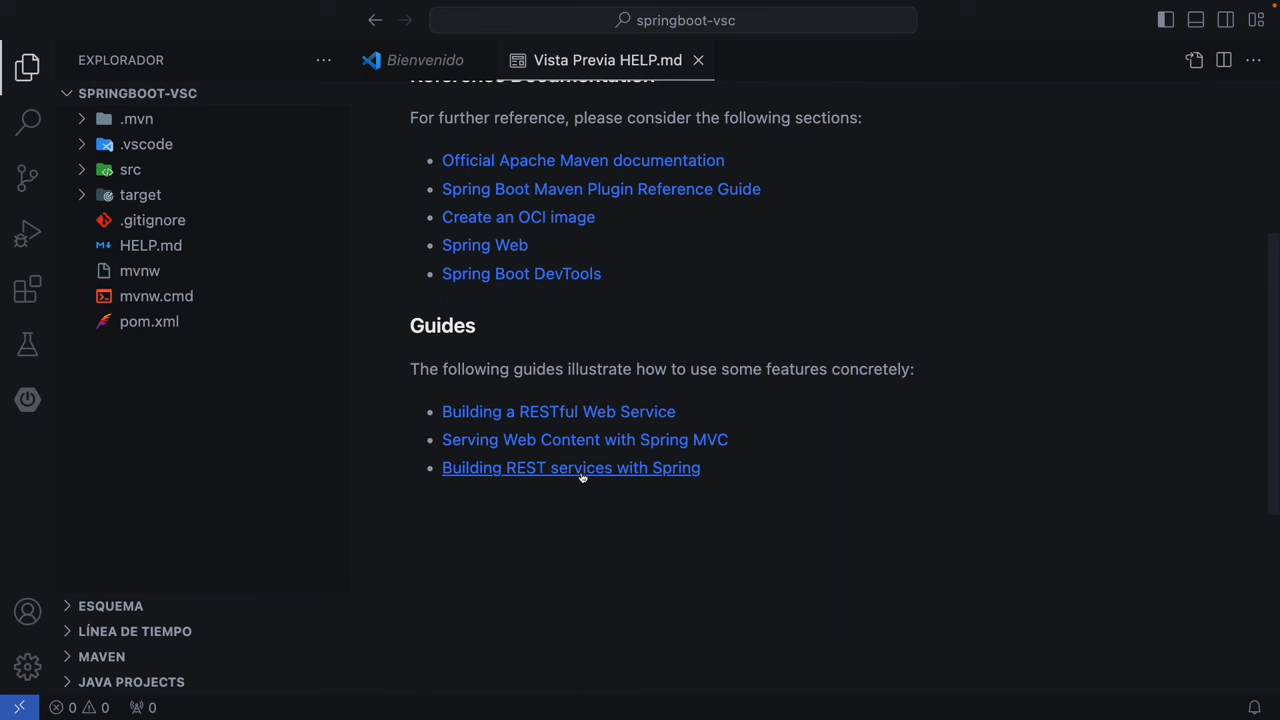 springboot-vsc
EXPLORADOR
Bienvenido
Vista Previa HELP.md
SPRINGBOOT-VSC
.mvn
.vscode
src
target
.gitignore
HELP.md
mvnw
mvnw.cmd
pom.xml
ESQUEMA
LÍNEA DE TIEMPO
MAVEN
JAVA PROJECTS
Reference Documentation
For further reference, please consider the following sections:
Official Apache Maven documentation
Spring Boot Maven Plugin Reference Guide
Create an OCI image
Spring Web
Spring Boot DevTools
Guides
The following guides illustrate how to use some features concretely:
Building a RESTful Web Service
Serving Web Content with Spring MVC
Building REST services with Spring
0 0 0